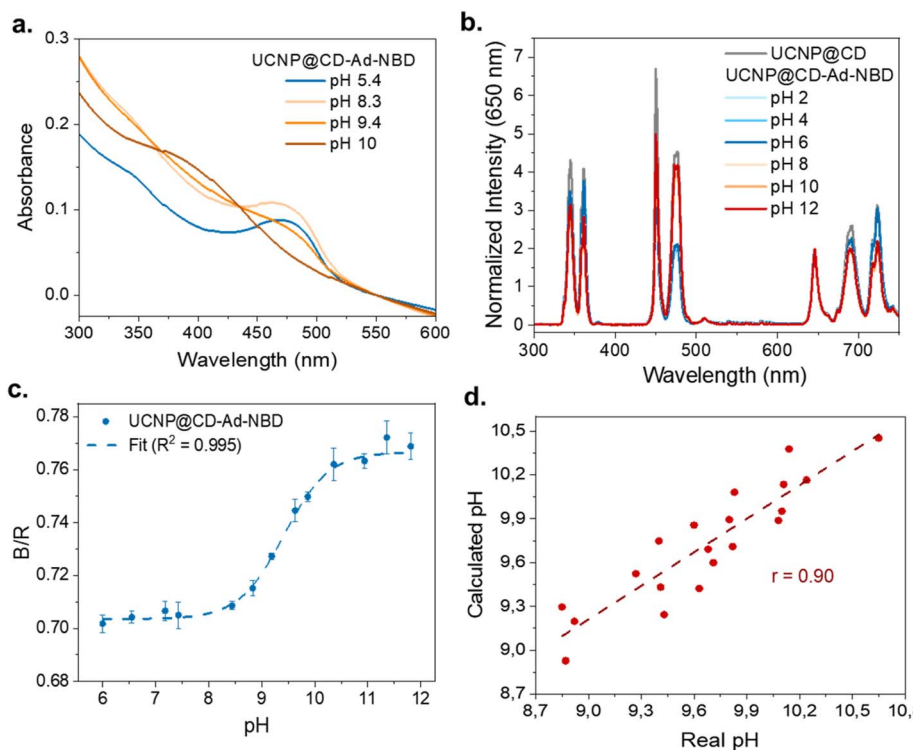 a.
0.3
0.2
0.1
0.0
Absorbance
UCNP@CD-Ad-NBD
pH 5.4
pH 8.3
pH 9.4
pH 10
300 350 400 450 500 550 600
Wavelength (nm)
b.
7
6
5
4
3
2
1
0
Normalized Intensity (650 nm)
UCNP@CD
UCNP@CD-Ad-NBD
pH 2
pH 4
pH 6
pH 8
pH 10
pH 12
300 400 500 600 700
Wavelength (nm)
c.
0.78
0.76
0.74
0.72
0.70
0.68
B/R
UCNP@CD-Ad-NBD
Fit (R² = 0.995)
6 7 8 9 10 11 12
pH
d.
10,5
10,2
9,9
9,6
9,3
9,0
8,7
Calculated pH
r = 0.90
8,7 9,0 9,3 9,6 9,9 10,2 10,5
Real pH